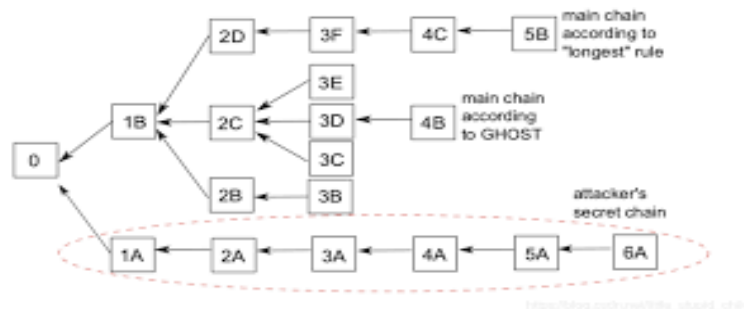 2D
3F
4C
5B
main chain
according to
"longest" rule
3E
1B
2C
3D
4B
main chain
according
to GHOST
0
3C
2B
3B
attacker's
secret chain
1A
2A
3A
4A
5A
6A